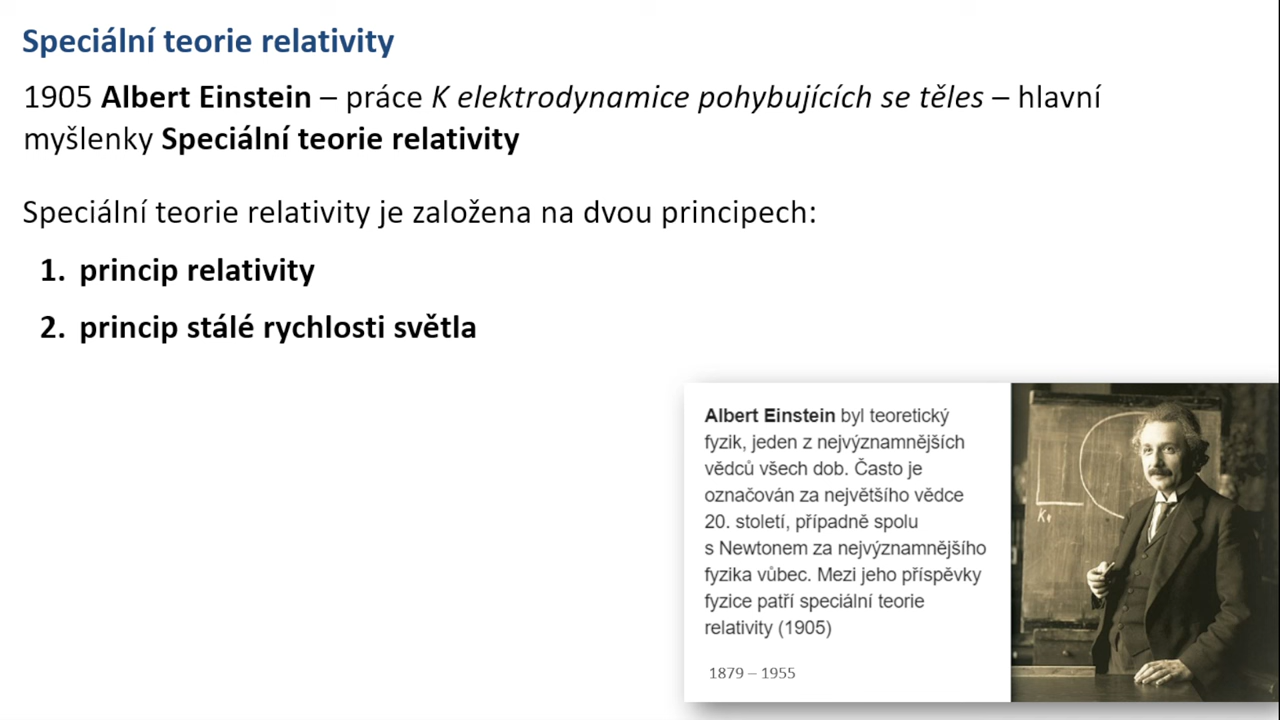 Speciální teorie relativity
1905 Albert Einstein – práce K elektrodynamice pohybujících se těles – hlavní
myšlenky Speciální teorie relativity
Speciální teorie relativity je založena na dvou principech:
1. princip relativity
2. princip stálé rychlosti světla
Albert Einstein byl teoretický
fyzik, jeden z nejvýznamnějších
vědců všech dob. Často je
označován za největšího vědce
20. století, případně spolu
s Newtonem za nejvýznamnějšího
fyzika vůbec. Mezi jeho příspěvky
fyzice patří speciální teorie
relativity (1905)
1879 – 1955